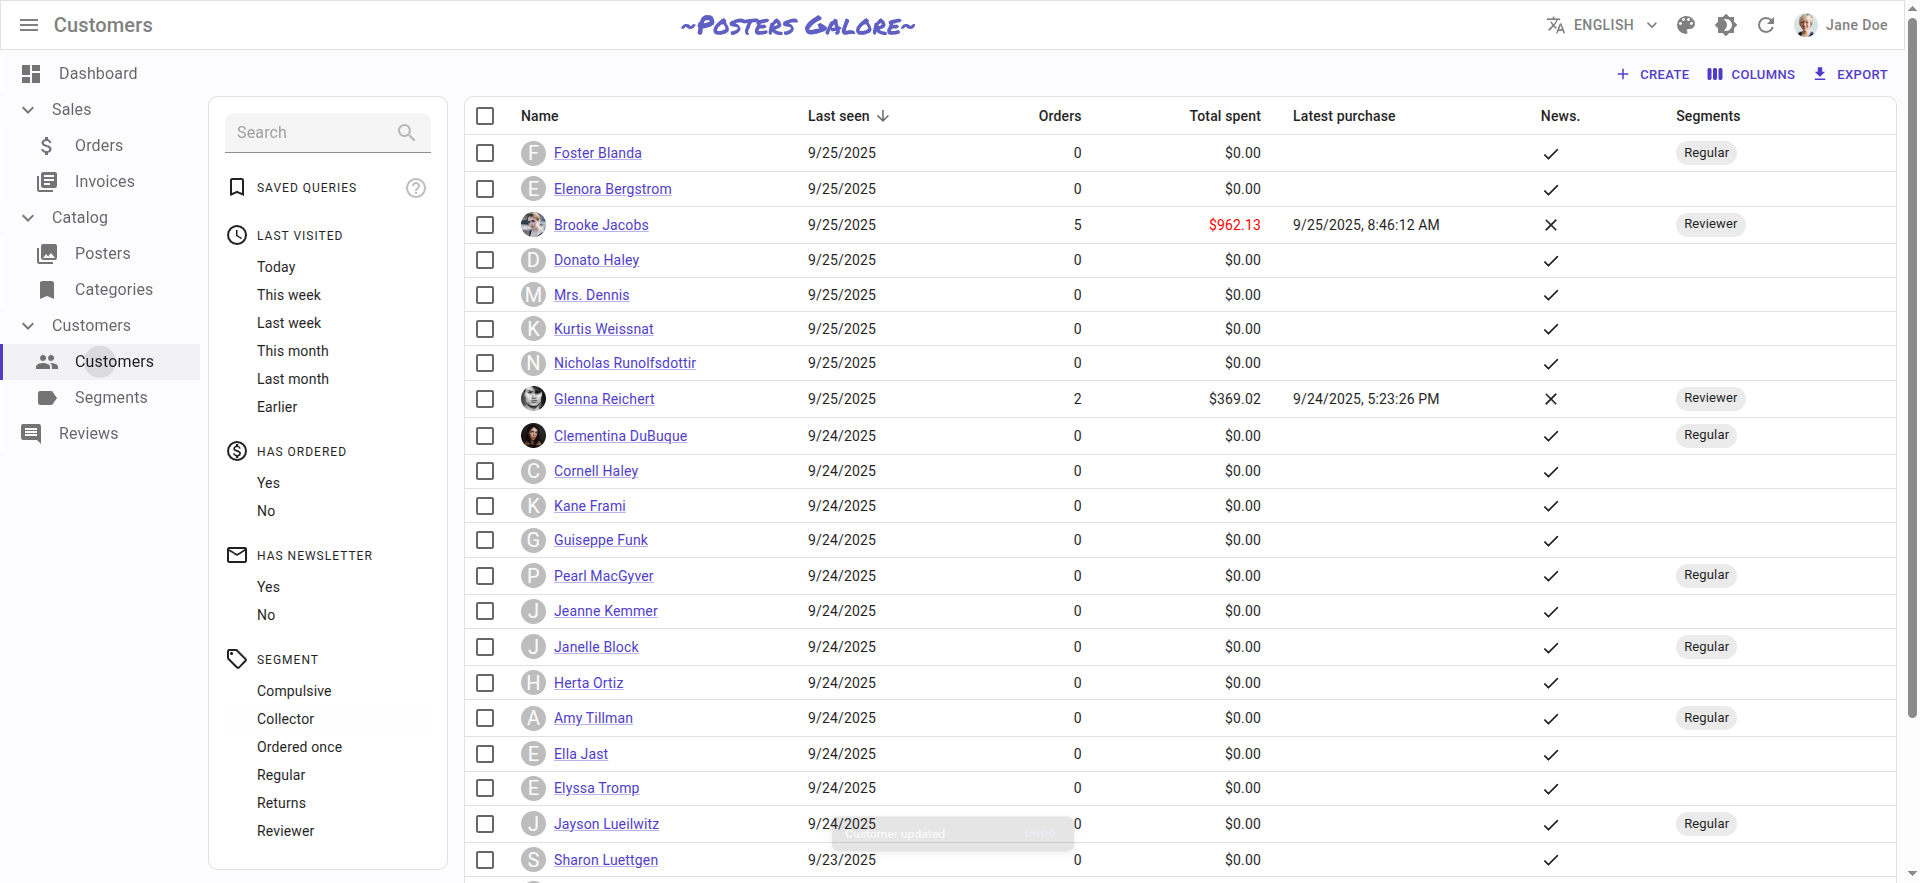 Customers
~Posters Galore~
ENGLISH
Jane Doe
Dashboard
Sales
Orders
Invoices
Catalog
Posters
Categories
Customers
Customers
Segments
Reviews
CREATE
COLUMNS
EXPORT
Search
SAVED QUERIES
LAST VISITED
Today
This week
Last week
This month
Last month
Earlier
HAS ORDERED
Yes
No
HAS NEWSLETTER
Yes
No
SEGMENT
Compulsive
Collector
Ordered once
Regular
Returns
Reviewer
Name Last seen Orders Total spent Latest purchase News. Segments
F Foster Blanda 9/25/2025 0 $0.00 Regular
E Elenora Bergstrom 9/25/2025 0 $0.00
Brooke Jacobs 9/25/2025 5 $962.13 9/25/2025, 8:46:12 AM Reviewer
D Donato Haley 9/25/2025 0 $0.00
M Mrs. Dennis 9/25/2025 0 $0.00
K Kurtis Weissnat 9/25/2025 0 $0.00
N Nicholas Runolfsdottir 9/25/2025 0 $0.00
Glenna Reichert 9/25/2025 2 $369.02 9/24/2025, 5:23:26 PM Reviewer
Clementina DuBuque 9/24/2025 0 $0.00 Regular
C Cornell Haley 9/24/2025 0 $0.00
K Kane Frami 9/24/2025 0 $0.00
G Guiseppe Funk 9/24/2025 0 $0.00
P Pearl MacGyver 9/24/2025 0 $0.00 Regular
J Jeanne Kemmer 9/24/2025 0 $0.00
J Janelle Block 9/24/2025 0 $0.00 Regular
H Herta Ortiz 9/24/2025 0 $0.00
A Amy Tillman 9/24/2025 0 $0.00 Regular
E Ella Jast 9/24/2025 0 $0.00
E Elyssa Tromp 9/24/2025 0 $0.00
J Jayson Lueilwitz 9/24/2025 0 $0.00 Regular
Customer updated UNDO
S Sharon Luettgen 9/23/2025 0 $0.00